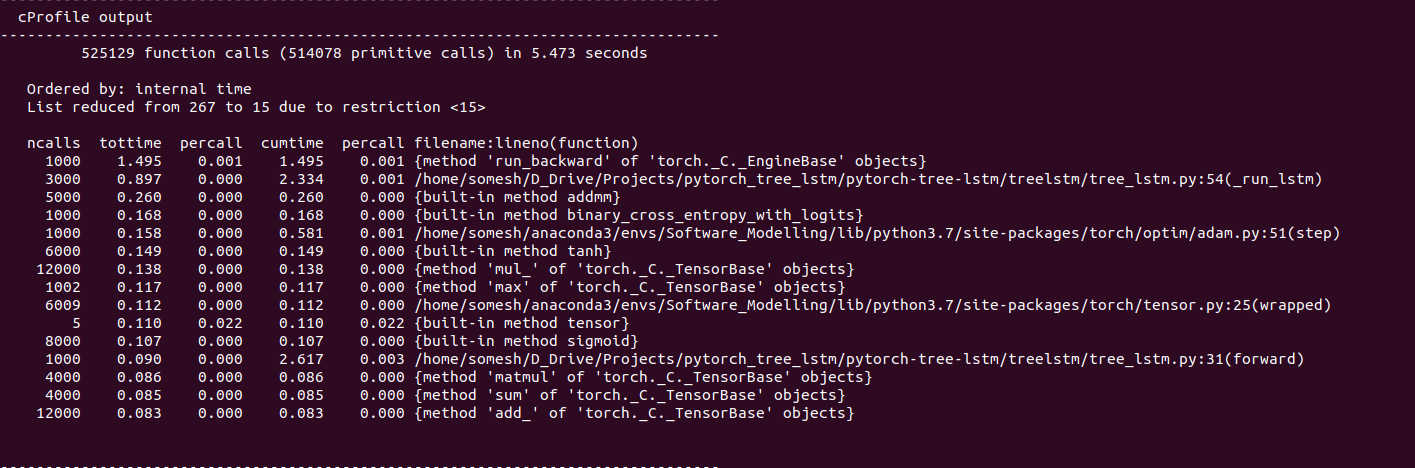 --------------------------------------------------------------------------------
  cProfile output
--------------------------------------------------------------------------------
         525129 function calls (514078 primitive calls) in 5.473 seconds

   Ordered by: internal time
   List reduced from 267 to 15 due to restriction <15>

   ncalls  tottime  percall  cumtime  percall filename:lineno(function)
     1000    1.495    0.001    1.495    0.001 {method 'run_backward' of 'torch._C._EngineBase' objects}
     3000    0.897    0.000    2.334    0.001 /home/somesh/D_Drive/Projects/pytorch_tree_lstm/pytorch-tree-lstm/treelstm/tree_lstm.py:54(_run_lstm)
     5000    0.260    0.000    0.260    0.000 {built-in method addmm}
     1000    0.168    0.000    0.168    0.000 {built-in method binary_cross_entropy_with_logits}
     1000    0.158    0.000    0.581    0.001 /home/somesh/anaconda3/envs/Software_Modelling/lib/python3.7/site-packages/torch/optim/adam.py:51(step)
     6000    0.149    0.000    0.149    0.000 {built-in method tanh}
    12000    0.138    0.000    0.138    0.000 {method 'mul_' of 'torch._C._TensorBase' objects}
     1002    0.117    0.000    0.117    0.000 {method 'max' of 'torch._C._TensorBase' objects}
     6009    0.112    0.000    0.112    0.000 /home/somesh/anaconda3/envs/Software_Modelling/lib/python3.7/site-packages/torch/tensor.py:25(wrapped)
        5    0.110    0.022    0.110    0.022 {built-in method tensor}
     8000    0.107    0.000    0.107    0.000 {built-in method sigmoid}
     1000    0.090    0.000    2.617    0.003 /home/somesh/D_Drive/Projects/pytorch_tree_lstm/pytorch-tree-lstm/treelstm/tree_lstm.py:31(forward)
     4000    0.086    0.000    0.086    0.000 {method 'matmul' of 'torch._C._TensorBase' objects}
     4000    0.085    0.000    0.085    0.000 {method 'sum' of 'torch._C._TensorBase' objects}
    12000    0.083    0.000    0.083    0.000 {method 'add_' of 'torch._C._TensorBase' objects}


--------------------------------------------------------------------------------